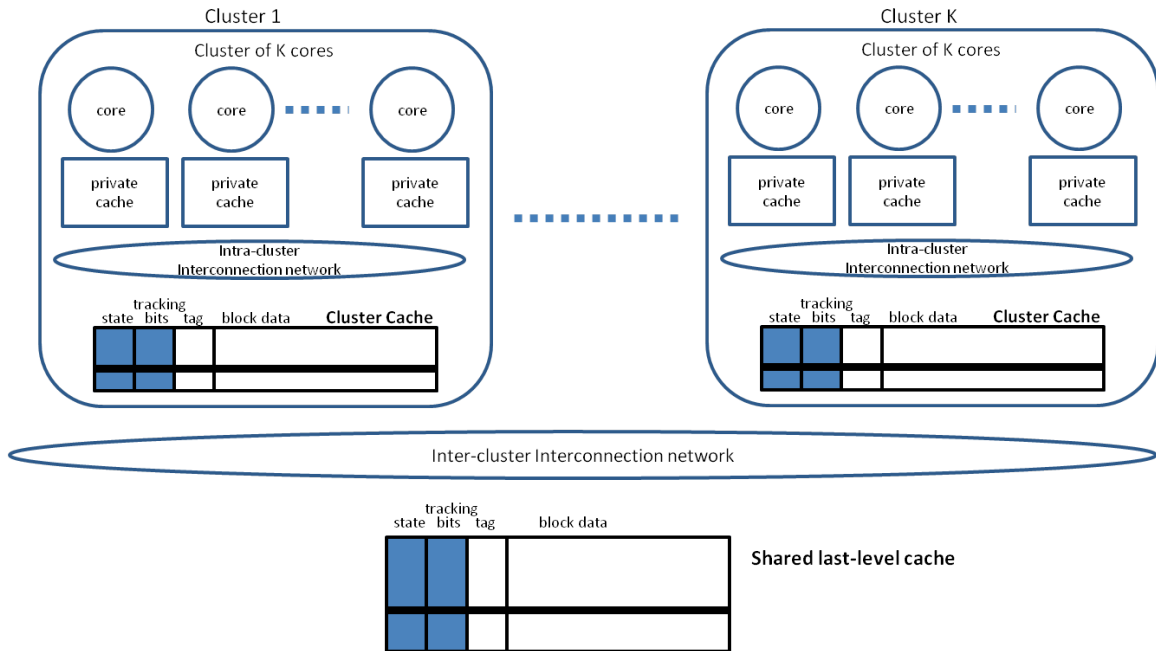 Cluster 1
Cluster K
Cluster of K cores
Cluster of K cores
core
core
core
core
core
core
private
cache
private
cache
private
cache
private
cache
private
cache
private
cache
Intra-cluster
Interconnection network
Intra-cluster
Interconnection network
tracking
state bits tag block data Cluster Cache
tracking
state bits tag block data Cluster Cache
Inter-cluster Interconnection network
tracking
state bits tag block data
Shared last-level cache